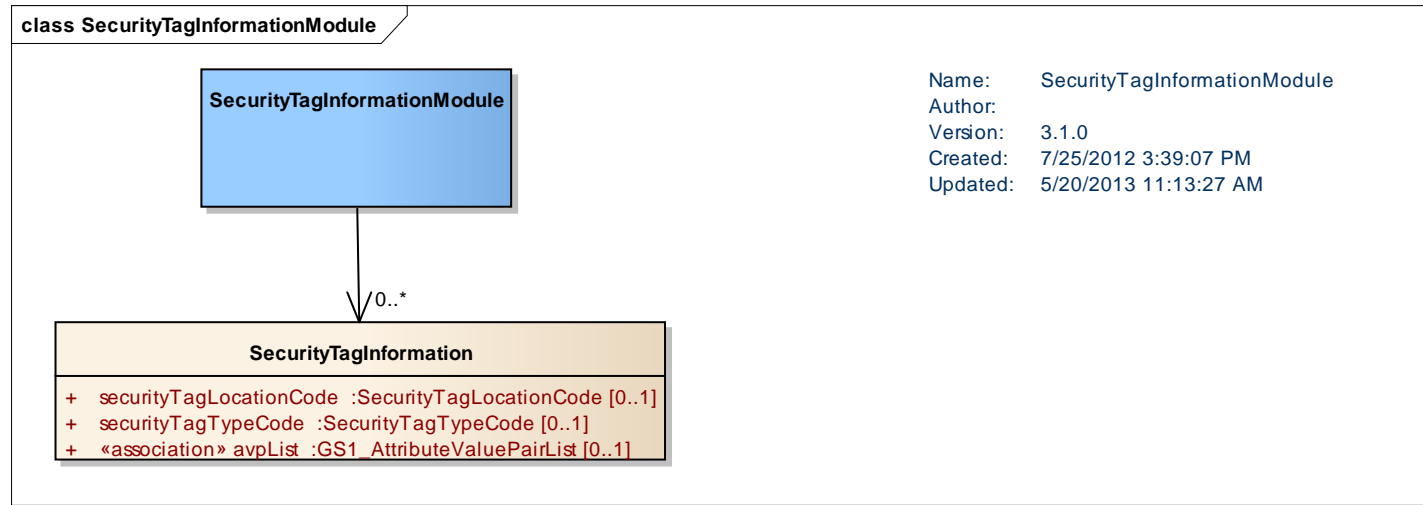 class SecurityTagInformationModule
SecurityTagInformationModule
Name: SecurityTagInformationModule
Author:
Version: 3.1.0
Created: 7/25/2012 3:39:07 PM
Updated: 5/20/2013 11:13:27 AM
0..*
SecurityTagInformation
+ securityTagLocationCode :SecurityTagLocationCode [0..1]
+ securityTagTypeCode :SecurityTagTypeCode [0..1]
+ «association» avpList :GS1_AttributeValuePairList [0..1]